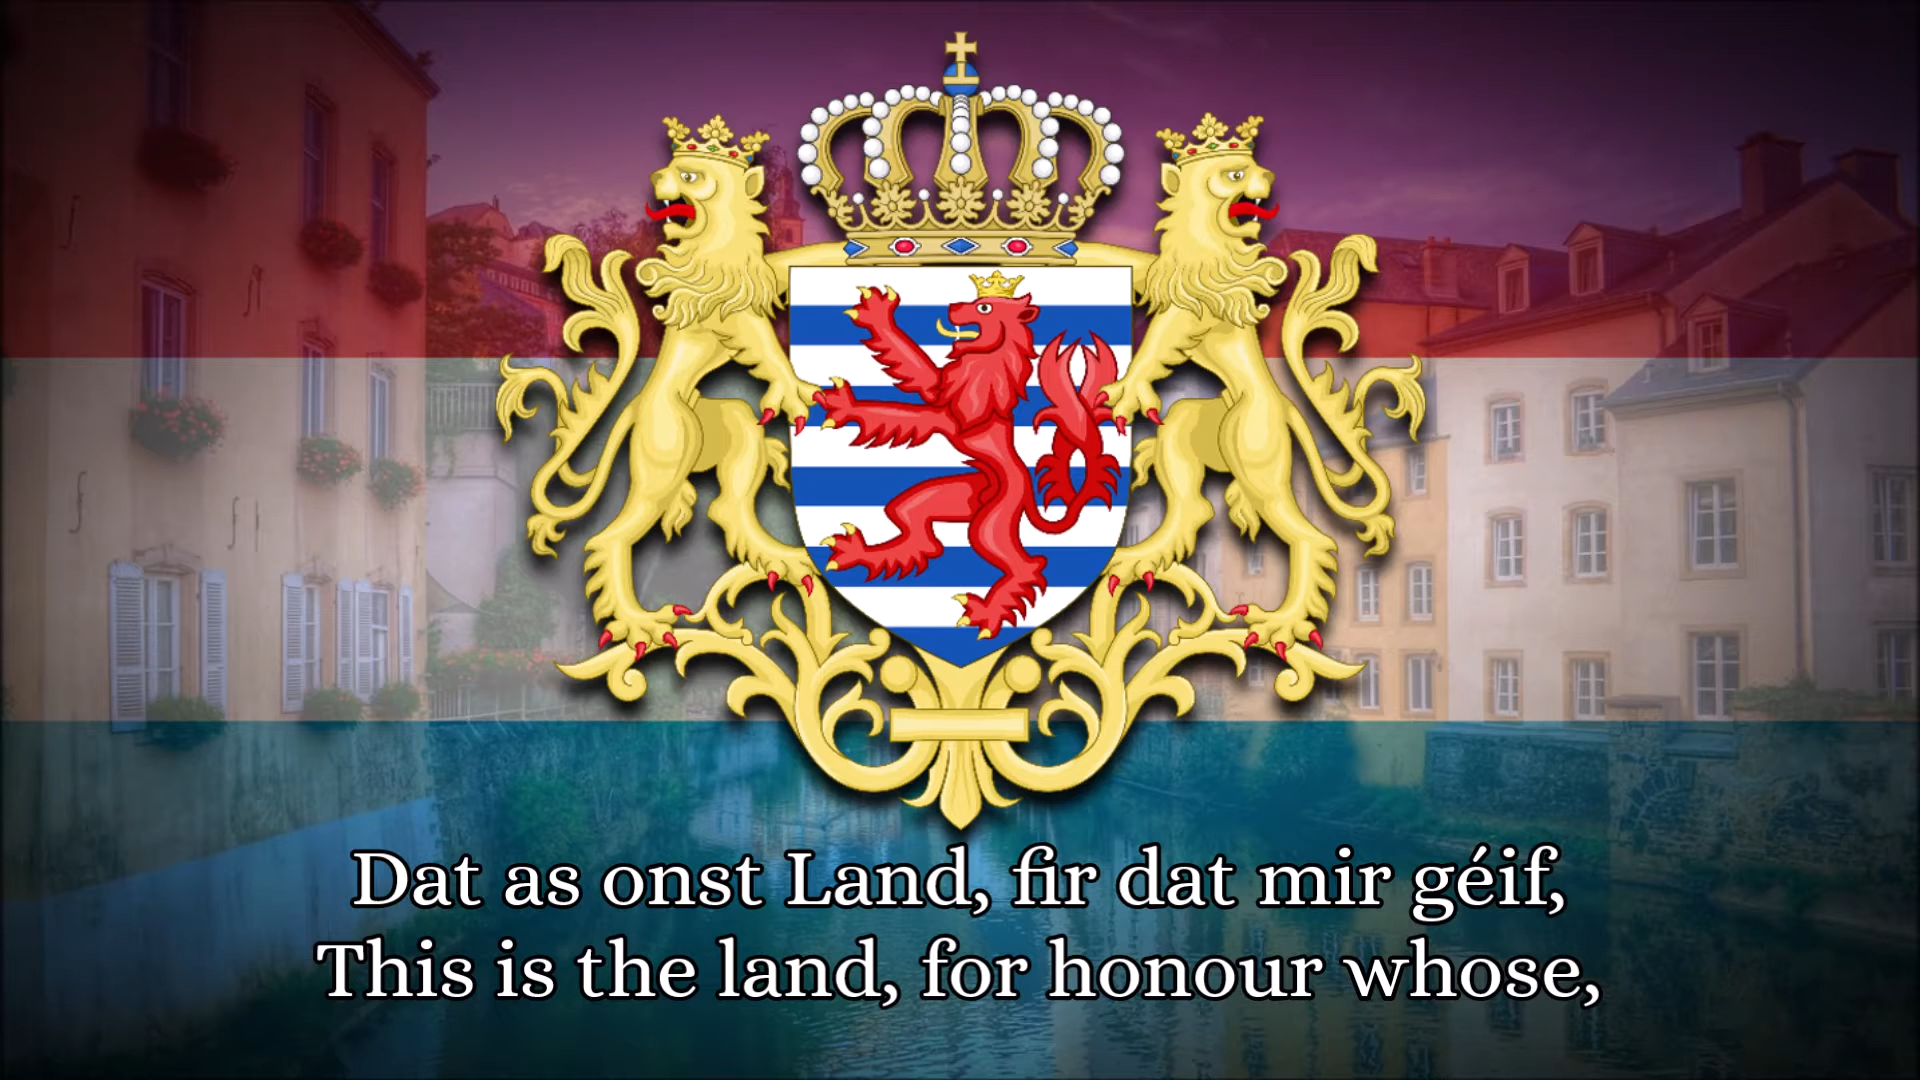 Dat as onst Land, fir dat mir géif,
This is the land, for honour whose,